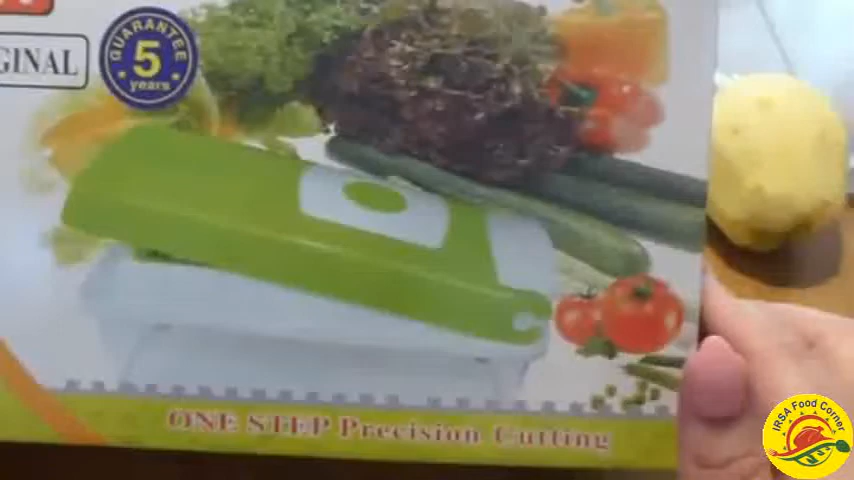 GINAL
GUARANTEE
5
years
ONE STEP Precision Cutting
IRSA Food Corner